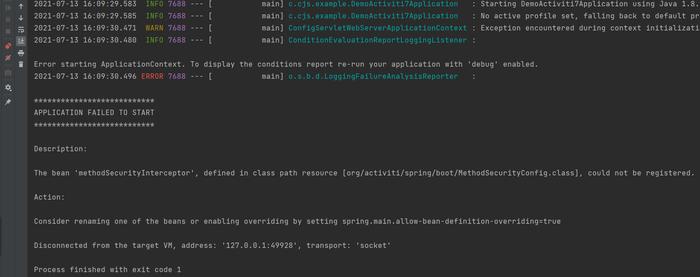 2021-07-13 16:09:29.583  INFO 7688 --- [           main] c.cjs.example.DemoActiviti7Application   : Starting DemoActiviti7Application using Java 1.8.
2021-07-13 16:09:29.585  INFO 7688 --- [           main] c.cjs.example.DemoActiviti7Application   : No active profile set, falling back to default pr
2021-07-13 16:09:30.471  WARN 7688 --- [           main] ConfigServletWebServerApplicationContext : Exception encountered during context initializati
2021-07-13 16:09:30.480  INFO 7688 --- [           main] ConditionEvaluationReportLoggingListener :
Error starting ApplicationContext. To display the conditions report re-run your application with 'debug' enabled.
2021-07-13 16:09:30.496 ERROR 7688 --- [           main] o.s.b.d.LoggingFailureAnalysisReporter   :
***************************
APPLICATION FAILED TO START
***************************
Description:
The bean 'methodSecurityInterceptor', defined in class path resource [org/activiti/spring/boot/MethodSecurityConfig.class], could not be registered.
Action:
Consider renaming one of the beans or enabling overriding by setting spring.main.allow-bean-definition-overriding=true
Disconnected from the target VM, address: '127.0.0.1:49928', transport: 'socket'
Process finished with exit code 1